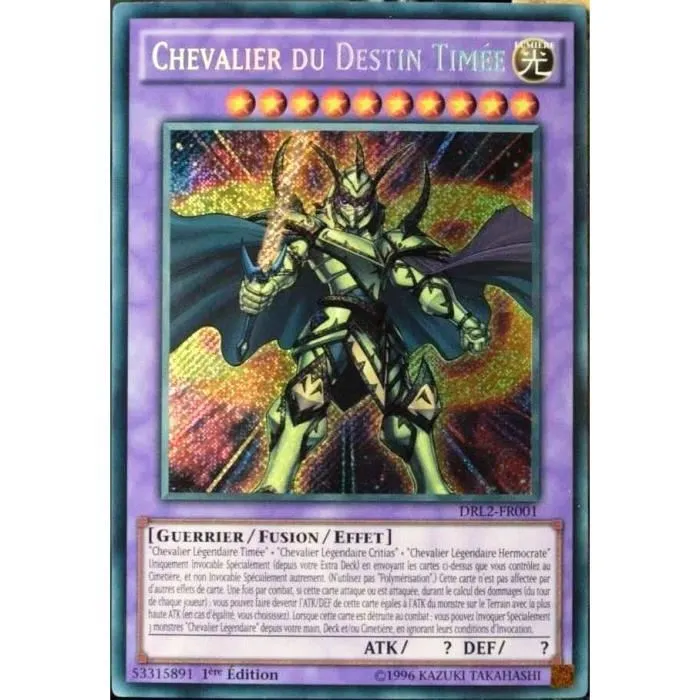 CHEVALIER DU DESTIN TIMÉE
LUMIÈRE
光
DRL2-FR001
[GUERRIER/FUSION/EFFET]
"Chevalier Légendaire Timée" + "Chevalier Légendaire Critias" + "Chevalier Légendaire Hermocrate"
Uniquement Invocable Spécialement (depuis votre Extra Deck) en envoyant les cartes ci-dessus que vous contrôlez au
Cimetière, et non Invocable Spécialement autrement. (N'utilisez pas "Polymérisation".) Cette carte n'est pas affectée par
d'autres effets de carte. Une fois par combat, si cette carte attaque ou est attaquée, durant le calcul des dommages (du tour
de chaque joueur) : vous pouvez faire devenir l'ATK/DEF de cette carte égales à l'ATK du monstre sur le Terrain avec la plus
haute ATK (en cas d'égalité, vous choisissez). Lorsque cette carte est détruite au combat : vous pouvez Invoquer Spécialement
3 monstres "Chevalier Légendaire" depuis votre main, Deck et/ou Cimetière, en ignorant leurs conditions d'Invocation.
ATK/ ? DEF/ ?
53315891 1ère Édition ©1996 KAZUKI TAKAHASHI